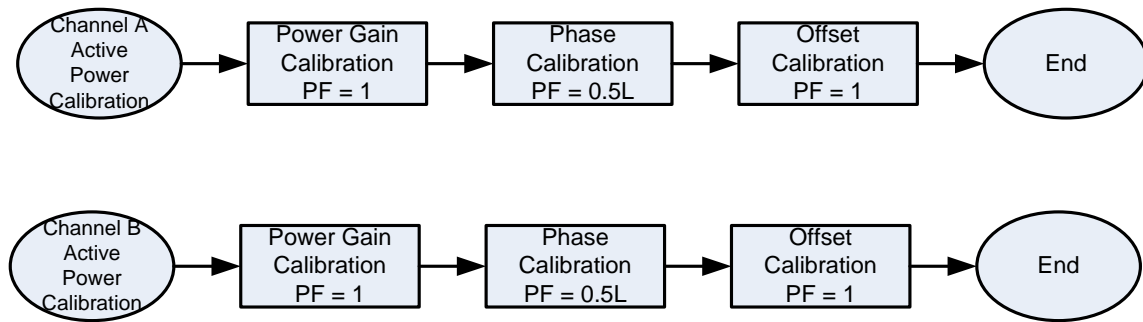 Channel A
Active
Power
Calibration
Power Gain
Calibration
PF = 1
Phase
Calibration
PF = 0.5L
Offset
Calibration
PF = 1
End
Channel B
Active
Power
Calibration
Power Gain
Calibration
PF = 1
Phase
Calibration
PF = 0.5L
Offset
Calibration
PF = 1
End